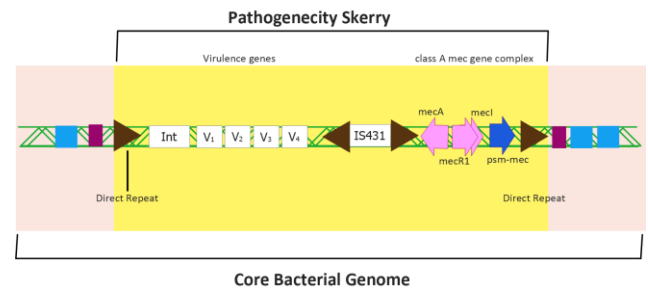 Pathogenecity Skerry
Virulence genes
class A mec gene complex
mecA
mecI
Int
V1
V2
V3
V4
IS431
mecR1
psm-mec
Direct Repeat
Direct Repeat
Core Bacterial Genome